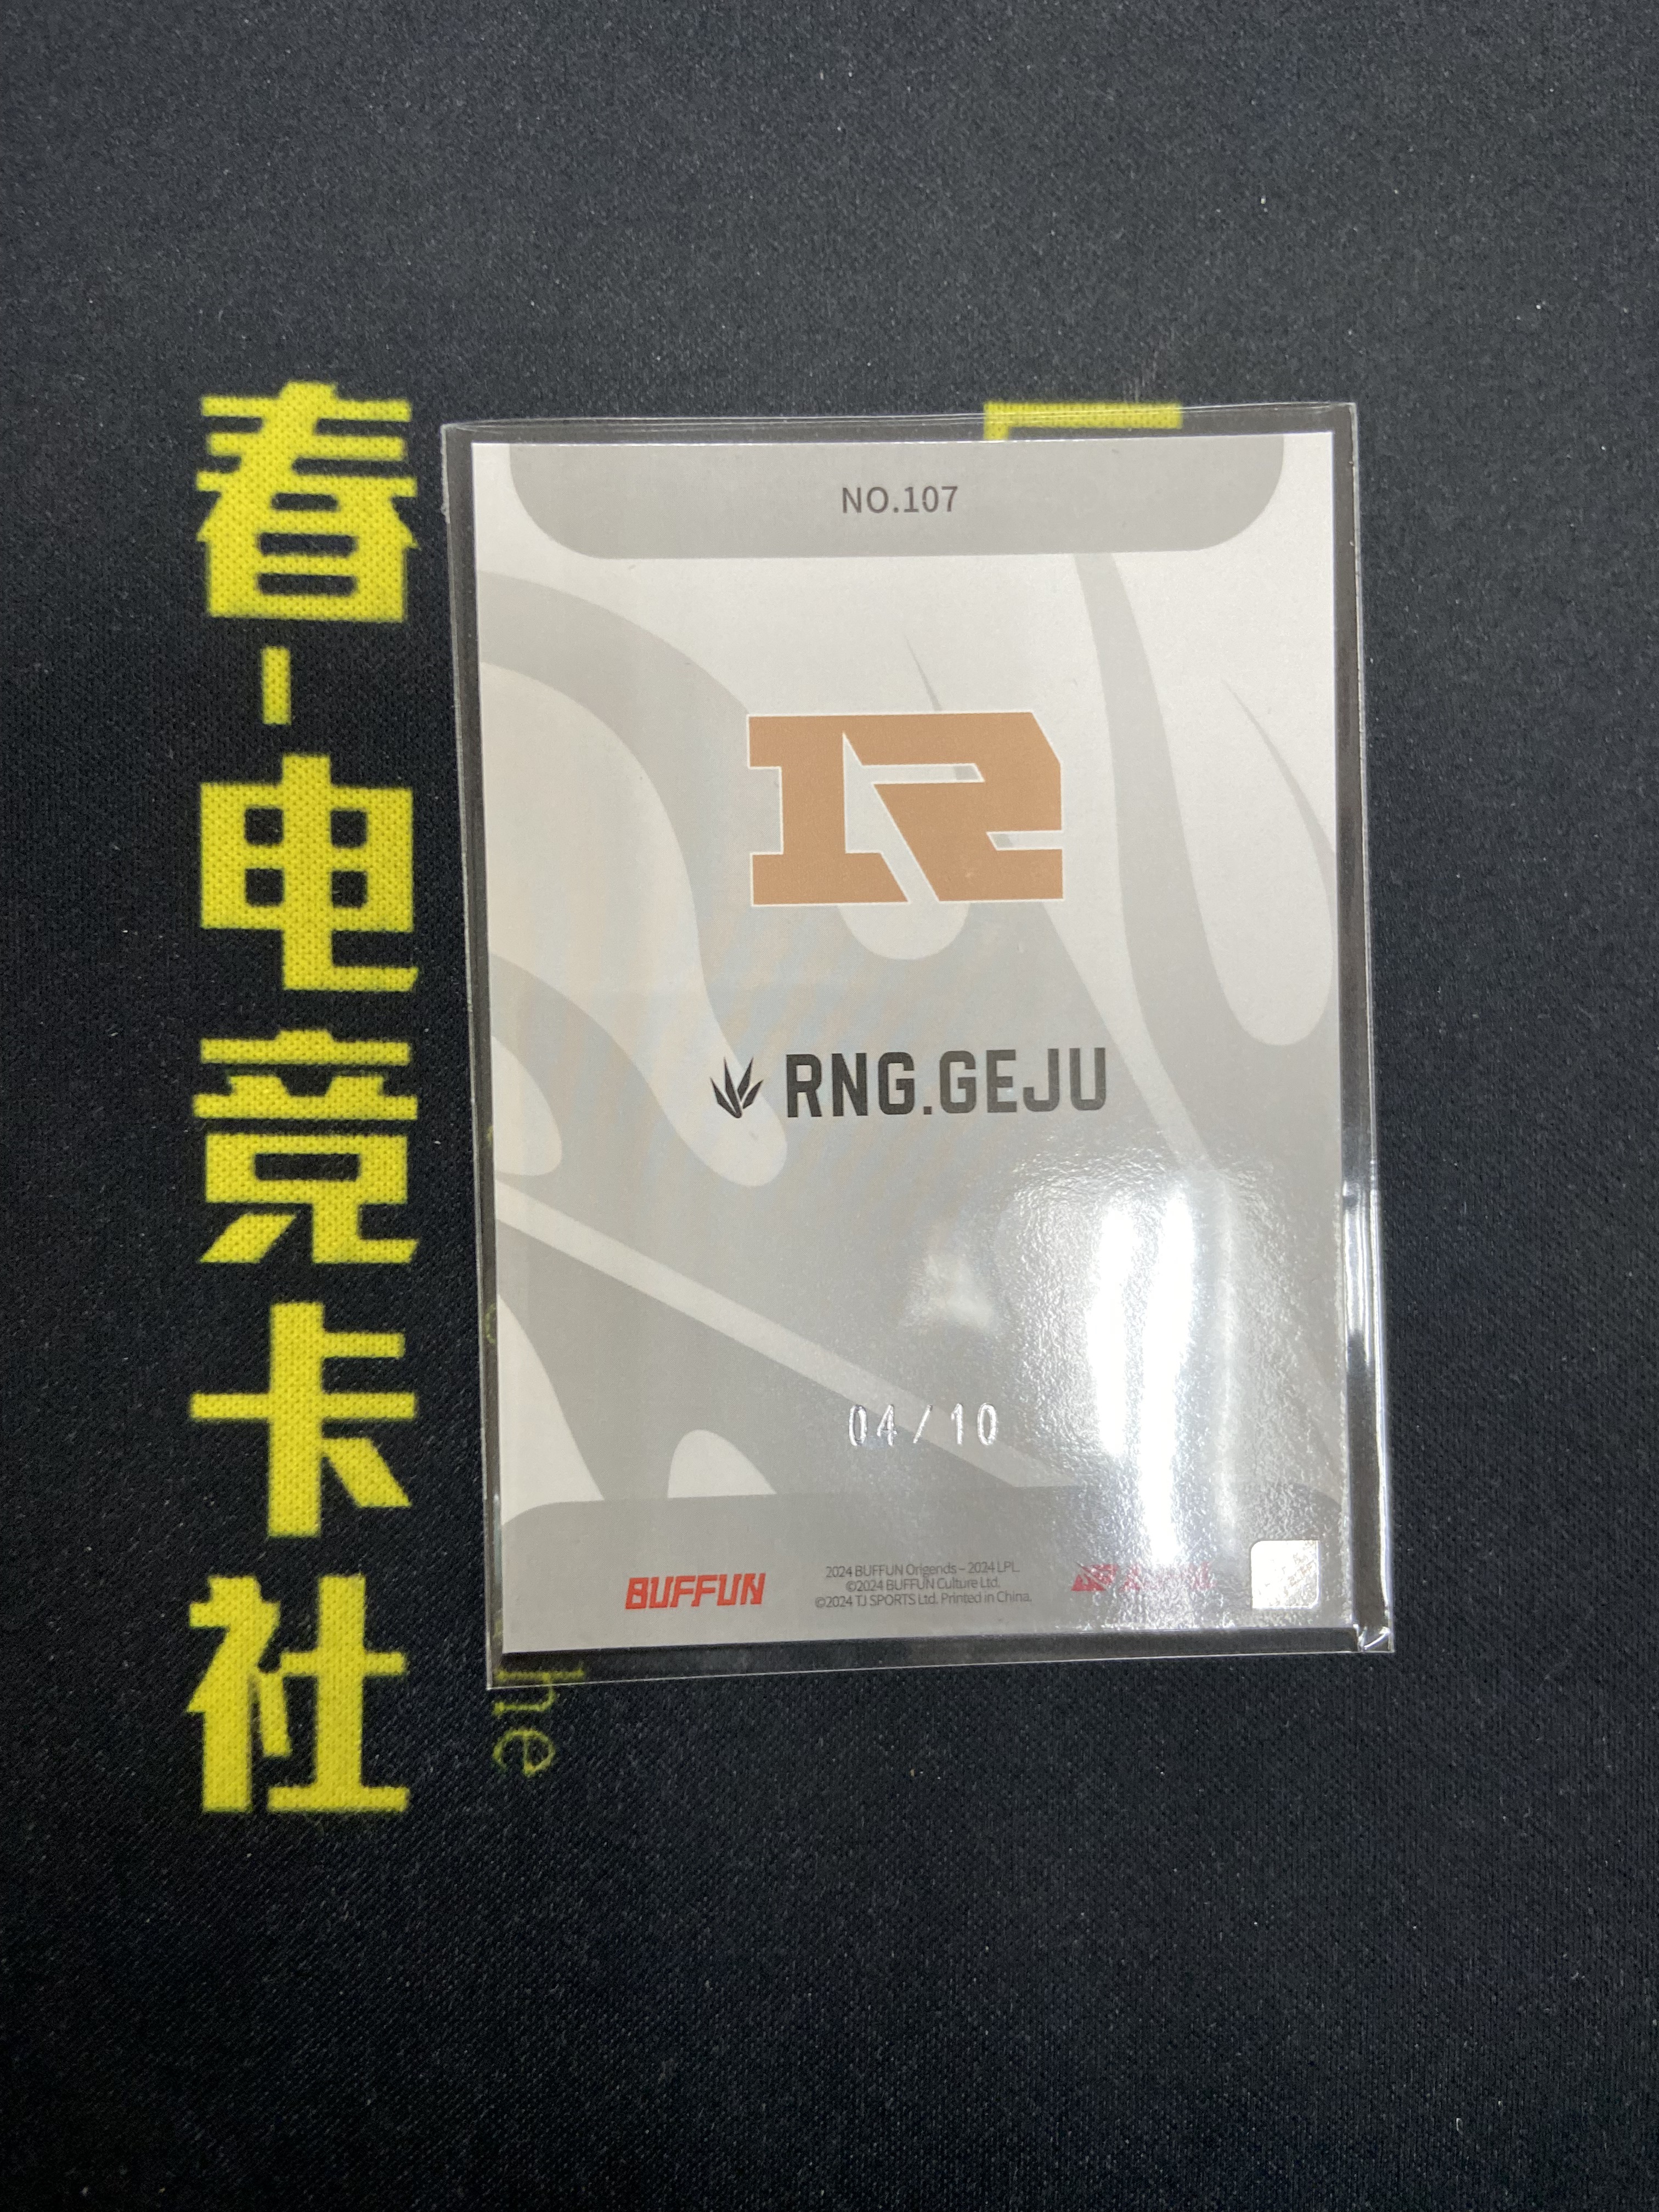 春-电竞卡社
NO.107
R
RNG.GEJU
04/10
BUFFUN
2024 BUFFUN Origends – 2024 LPL.
©2024 BUFFUN Culture Ltd.
©2024 TJ SPORTS Ltd. Printed in China.
he